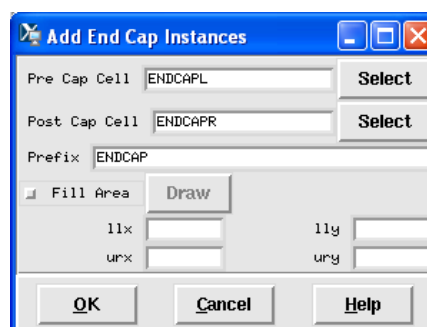 Add End Cap Instances
Pre Cap Cell ENDCAPL Select
Post Cap Cell ENDCAPR Select
Prefix ENDCAP
Fill Area Draw
llx lly
urx ury
OK Cancel Help